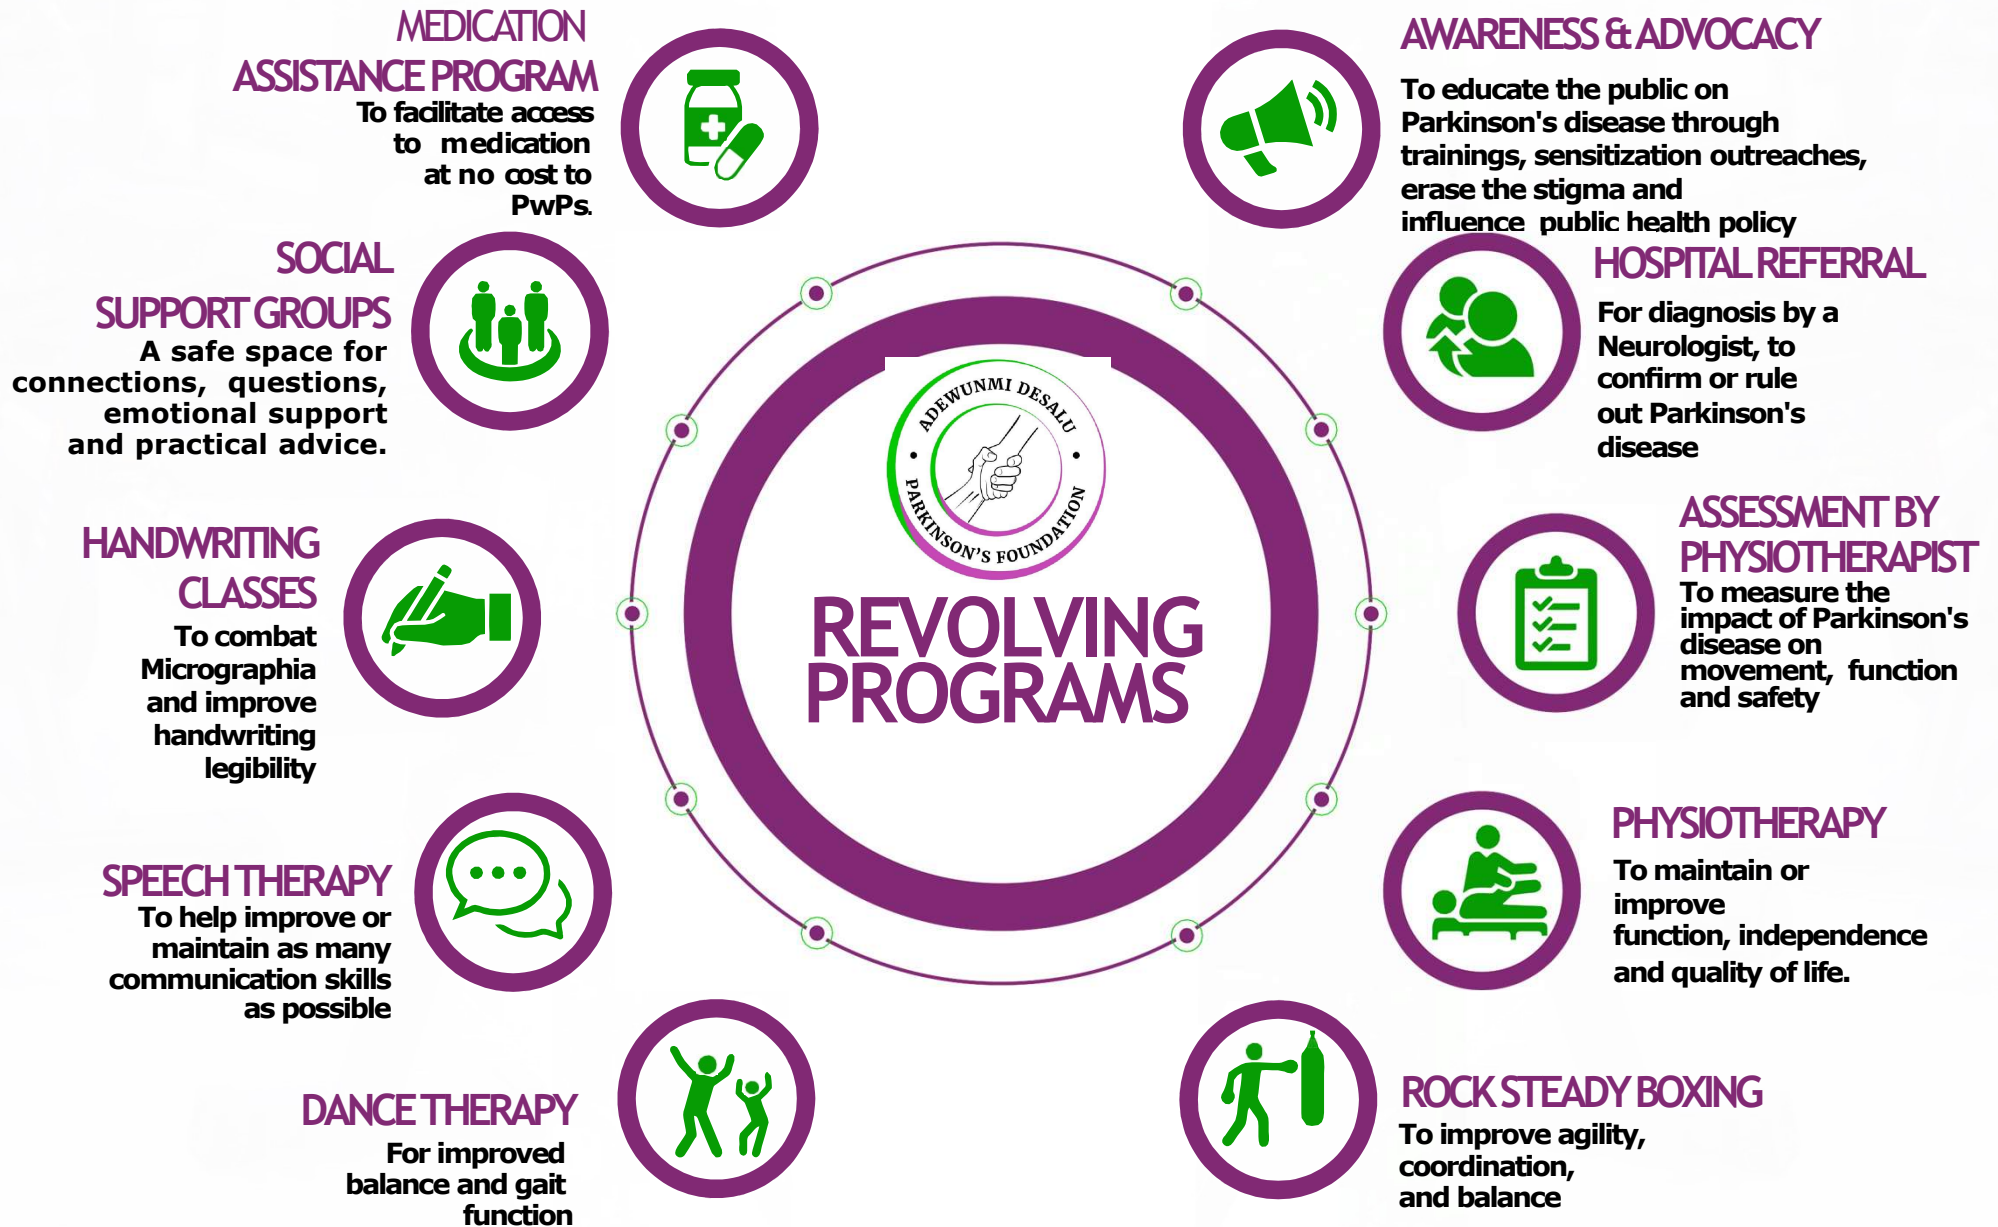 MEDICATION
ASSISTANCE PROGRAM
To facilitate access
to medication
at no cost to
PwPs.
SOCIAL
SUPPORT GROUPS
A safe space for
connections, questions,
emotional support
and practical advice.
HANDWRITING
CLASSES
To combat
Micrographia
and improve
handwriting
legibility
SPEECH THERAPY
To help improve or
maintain as many
communication skills
as possible
DANCE THERAPY
For improved
balance and gait
function
ADEWUNMI DESALU
PARKINSON'S FOUNDATION
REVOLVING
PROGRAMS
AWARENESS & ADVOCACY
To educate the public on
Parkinson's disease through
trainings, sensitization outreaches,
erase the stigma and
influence public health policy
HOSPITAL REFERRAL
For diagnosis by a
Neurologist, to
confirm or rule
out Parkinson's
disease
ASSESSMENT BY
PHYSIOTHERAPIST
To measure the
impact of Parkinson's
disease on
movement, function
and safety
PHYSIOTHERAPY
To maintain or
improve
function, independence
and quality of life.
ROCK STEADY BOXING
To improve agility,
coordination,
and balance